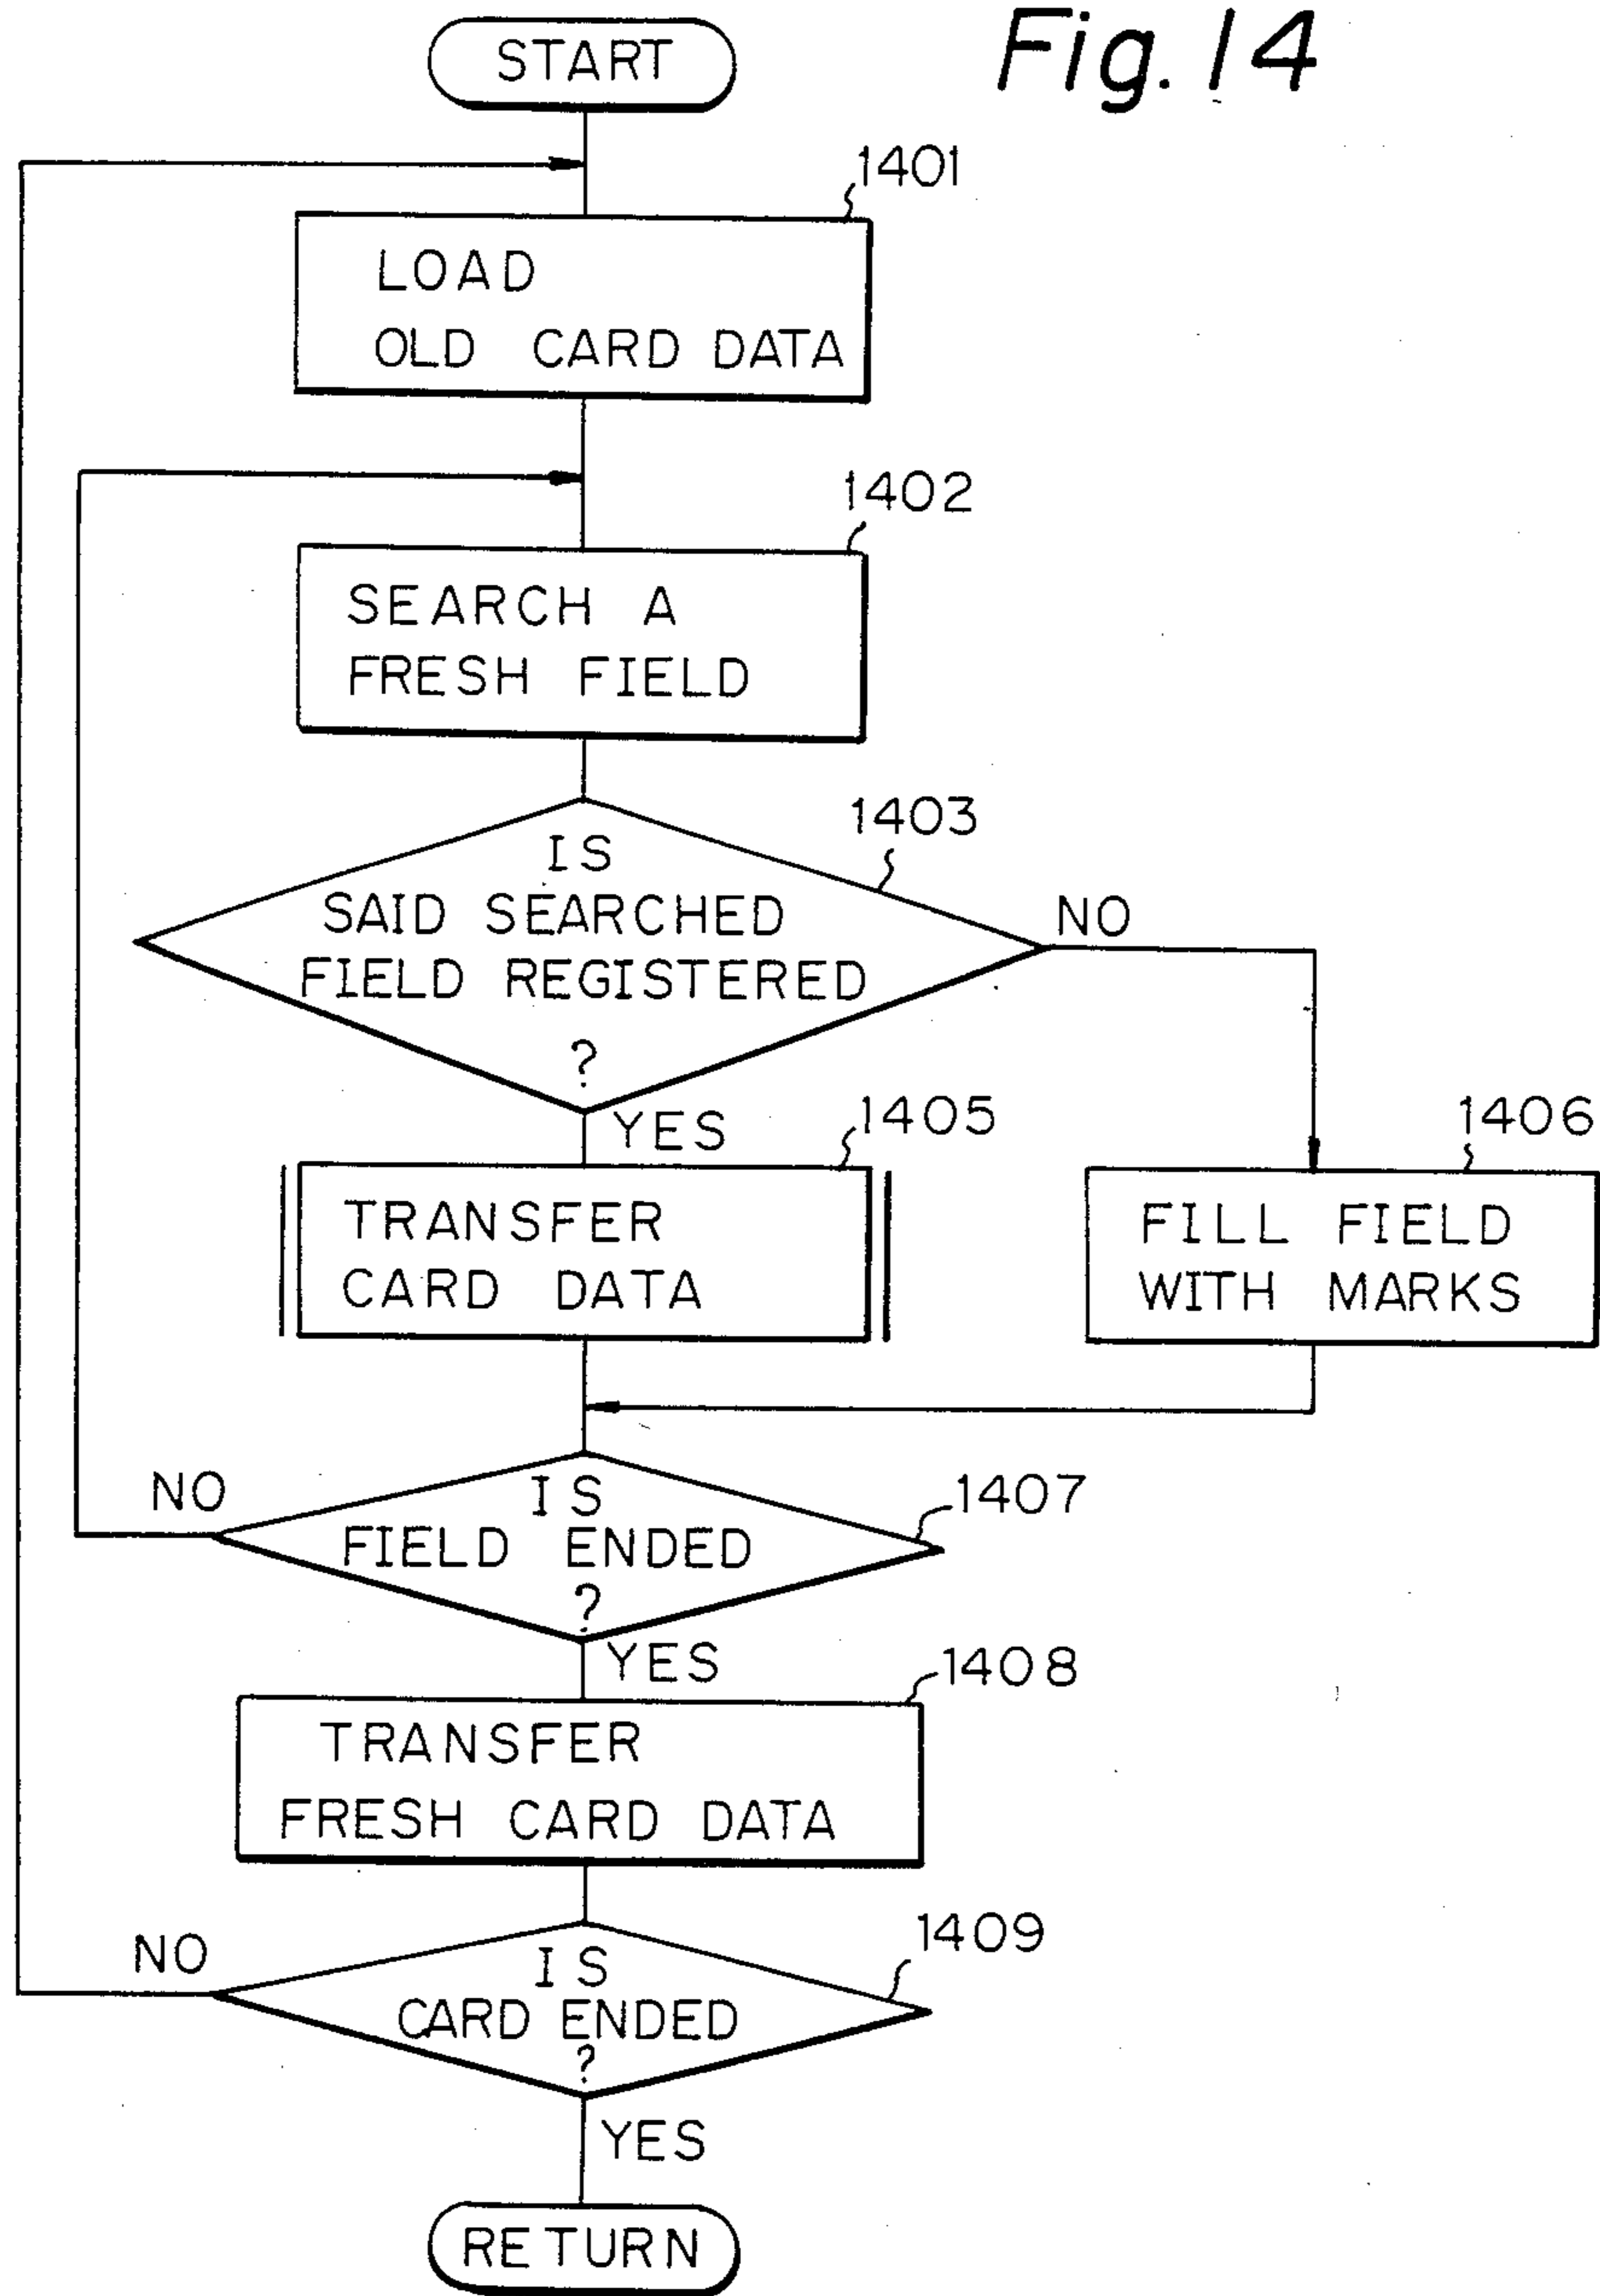 Fig. 14
START
1401
LOAD
OLD CARD DATA
1402
SEARCH A
FRESH FIELD
1403
IS
SAID SEARCHED
FIELD REGISTERED
?
NO
YES
1405
TRANSFER
CARD DATA
1406
FILL FIELD
WITH MARKS
NO
IS
FIELD ENDED
?
1407
YES
1408
TRANSFER
FRESH CARD DATA
1409
NO
IS
CARD ENDED
?
YES
RETURN